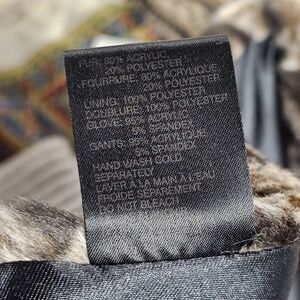 FUR: 80% ACRYLIC
20% POLYESTER
FOURRURE: 80% ACRYLIQUE
20% POLYESTER
LINING: 100% POLYESTER
DOUBLURE: 100% POLYESTER
GLOVE: 95% ACRYLIC
5% SPANDEX
GANTS: 95% ACRYLIQUE
5% SPANDEX
HAND WASH COLD
SEPARATELY
LAVER A LA MAIN A L'EAU
FROIDE SEPAREMENT
DO NOT BLEACH